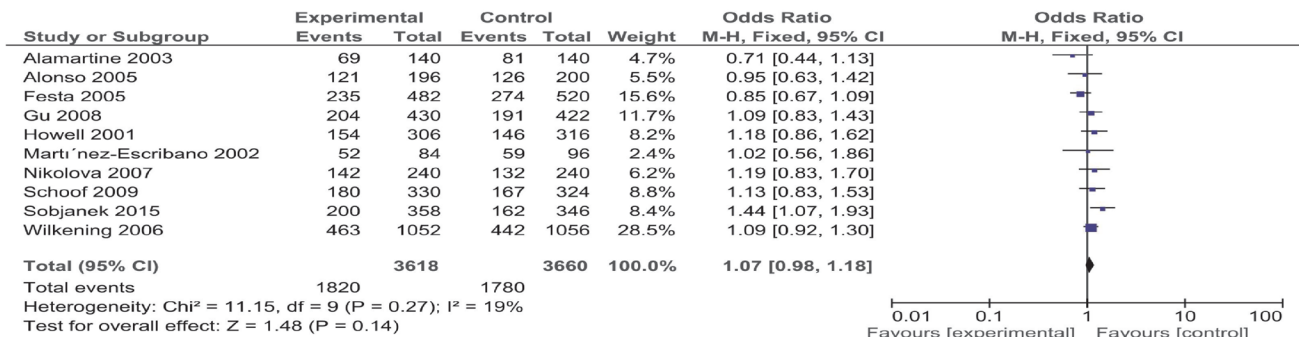 Experimental Control Odds Ratio Odds Ratio
Study or Subgroup Events Total Events Total Weight M-H, Fixed, 95% CI M-H, Fixed, 95% CI
Alamartine 2003 69 140 81 140 4.7% 0.71 [0.44, 1.13]
Alonso 2005 121 196 126 200 5.5% 0.95 [0.63, 1.42]
Festa 2005 235 482 274 520 15.6% 0.85 [0.67, 1.09]
Gu 2008 204 430 191 422 11.7% 1.09 [0.83, 1.43]
Howell 2001 154 306 146 316 8.2% 1.18 [0.86, 1.62]
Martı´nez-Escribano 2002 52 84 59 96 2.4% 1.02 [0.56, 1.86]
Nikolova 2007 142 240 132 240 6.2% 1.19 [0.83, 1.70]
Schoof 2009 180 330 167 324 8.8% 1.13 [0.83, 1.53]
Sobjanek 2015 200 358 162 346 8.4% 1.44 [1.07, 1.93]
Wilkening 2006 463 1052 442 1056 28.5% 1.09 [0.92, 1.30]
Total (95% CI) 3618 3660 100.0% 1.07 [0.98, 1.18]
Total events 1820 1780
Heterogeneity: Chi² = 11.15, df = 9 (P = 0.27); I² = 19%
Test for overall effect: Z = 1.48 (P = 0.14)
0.01 0.1 1 10 100
Favours [experimental] Favours [control]